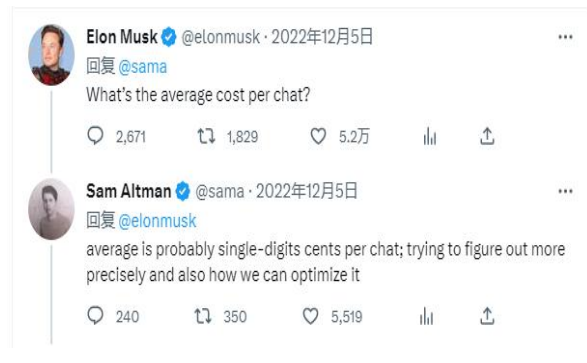 Elon Musk @elonmusk · 2022年12月5日
回复 @sama
What's the average cost per chat?
2,671 1,829 5.2万
Sam Altman @sama · 2022年12月5日
回复 @elonmusk
average is probably single-digits cents per chat; trying to figure out more
precisely and also how we can optimize it
240 350 5,519